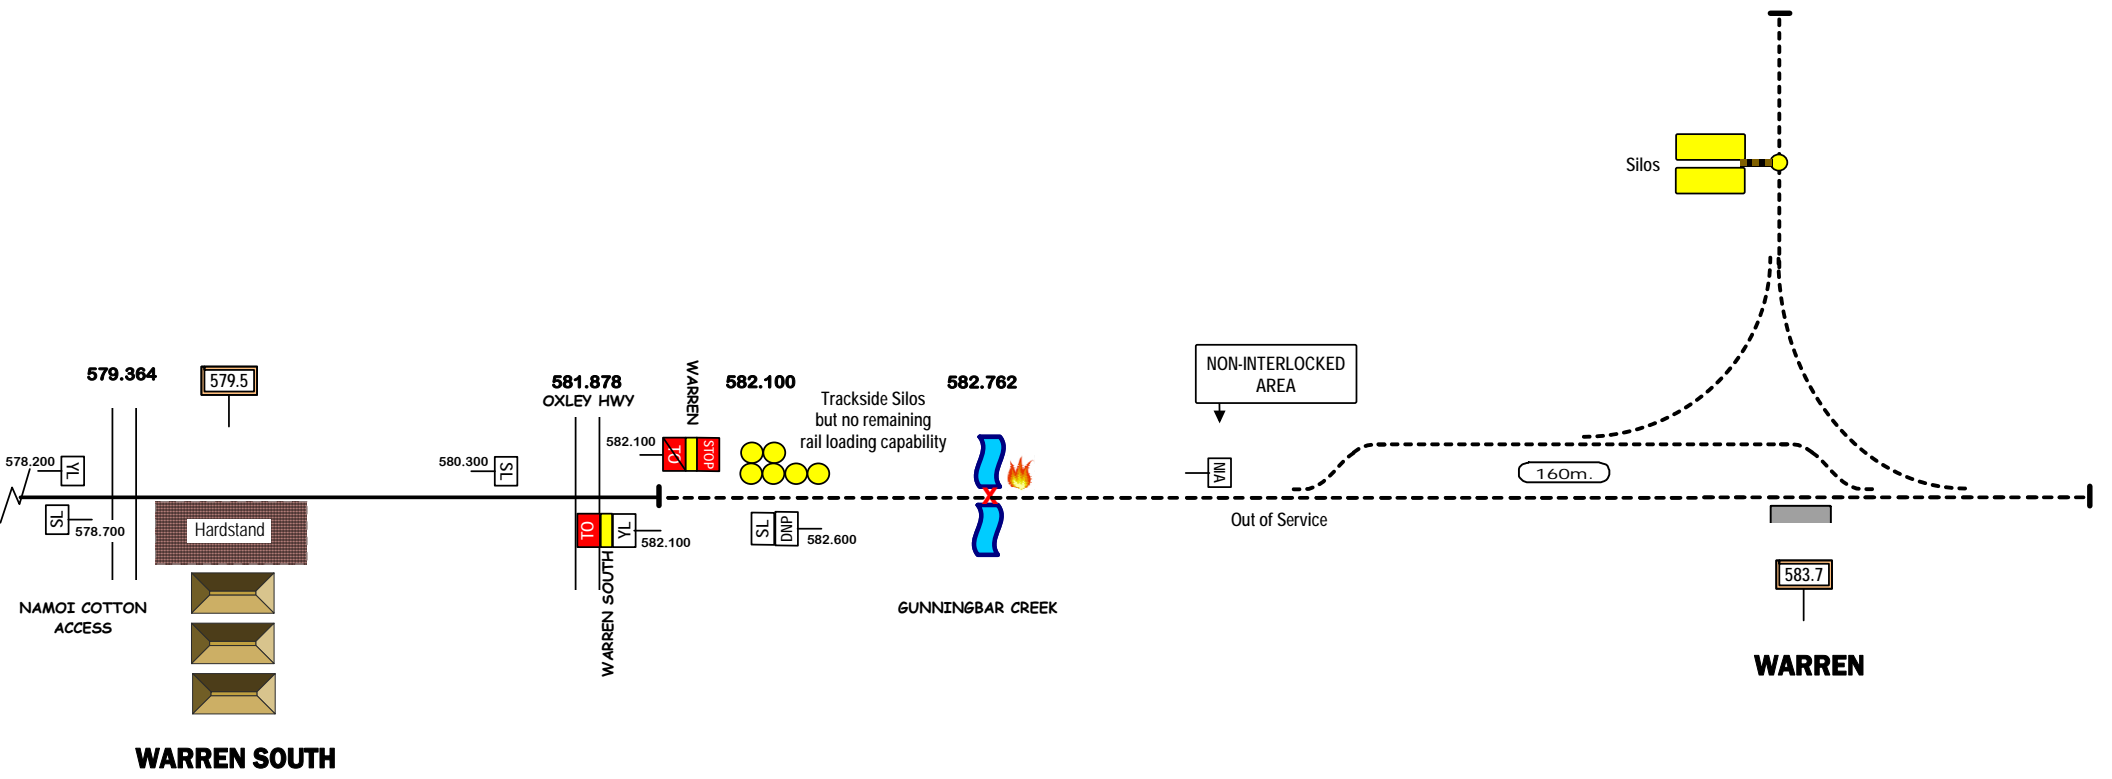 Silos
NON-INTERLOCKED
AREA
579.364
579.5
581.878
OXLEY HWY
WARREN
582.100
582.762
Trackside Silos
but no remaining
rail loading capability
578.200
YL
580.300
SL
582.100
TO
STOP
NIA
160m.
SL
578.700
Hardstand
TO
YL
582.100
SL
DNP
582.600
Out of Service
WARREN SOUTH
583.7
NAMOI COTTON
ACCESS
GUNNINGBAR CREEK
WARREN
WARREN SOUTH